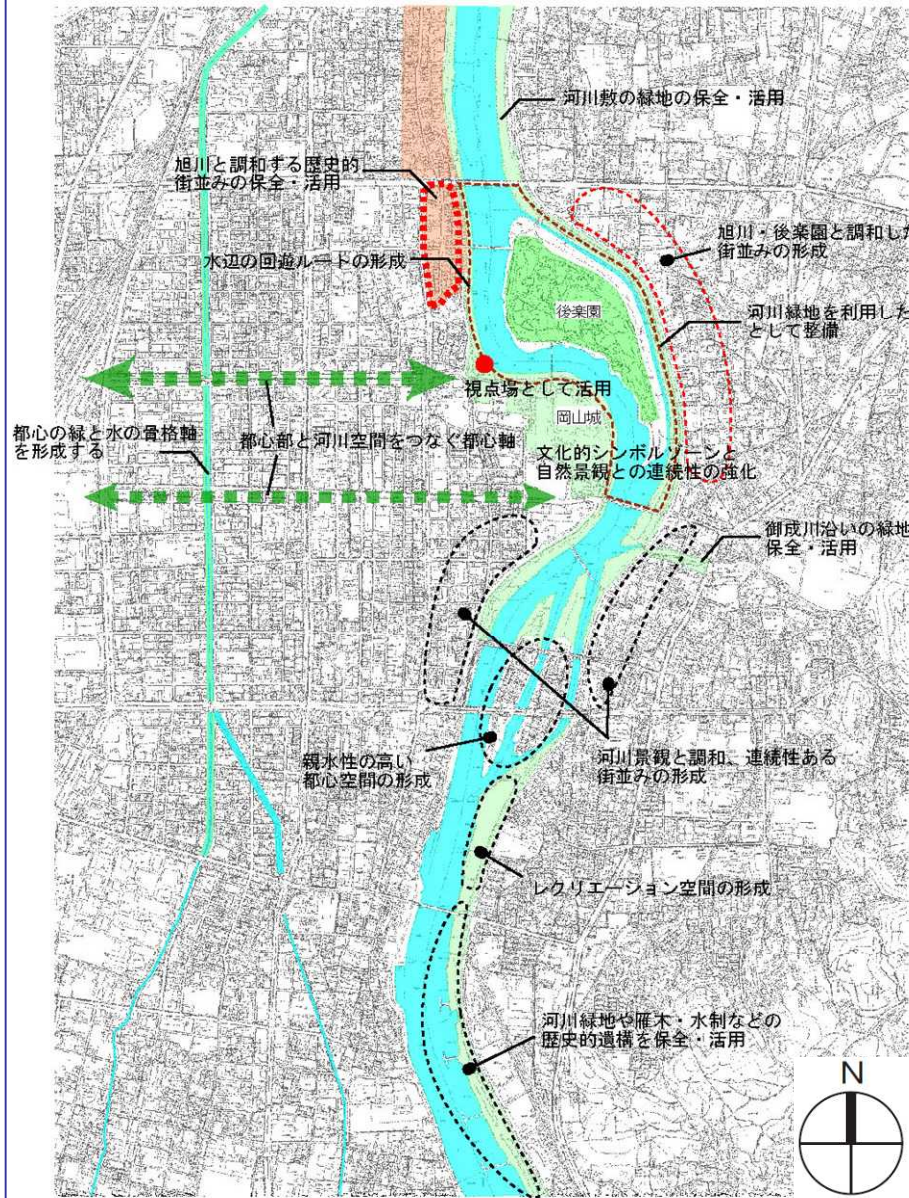 河川敷の緑地の保全・活用
旭川と調和する歴史的
街並みの保全・活用
旭川・後楽園と調和した
街並みの形成
水辺の回遊ルートの形成
後楽園
河川緑地を利用した
として整備
視点場として活用
岡山城
都心の緑と水の骨格軸
を形成する
都心部と河川空間をつなぐ都心軸
文化的シンボルゾーンと
自然景観との連続性の強化
御成川沿いの緑地
保全・活用
親水性の高い
都心空間の形成
河川景観と調和、連続性ある
街並みの形成
レクリエーション空間の形成
河川緑地や雁木・水制などの
歴史的遺構を保全・活用
N